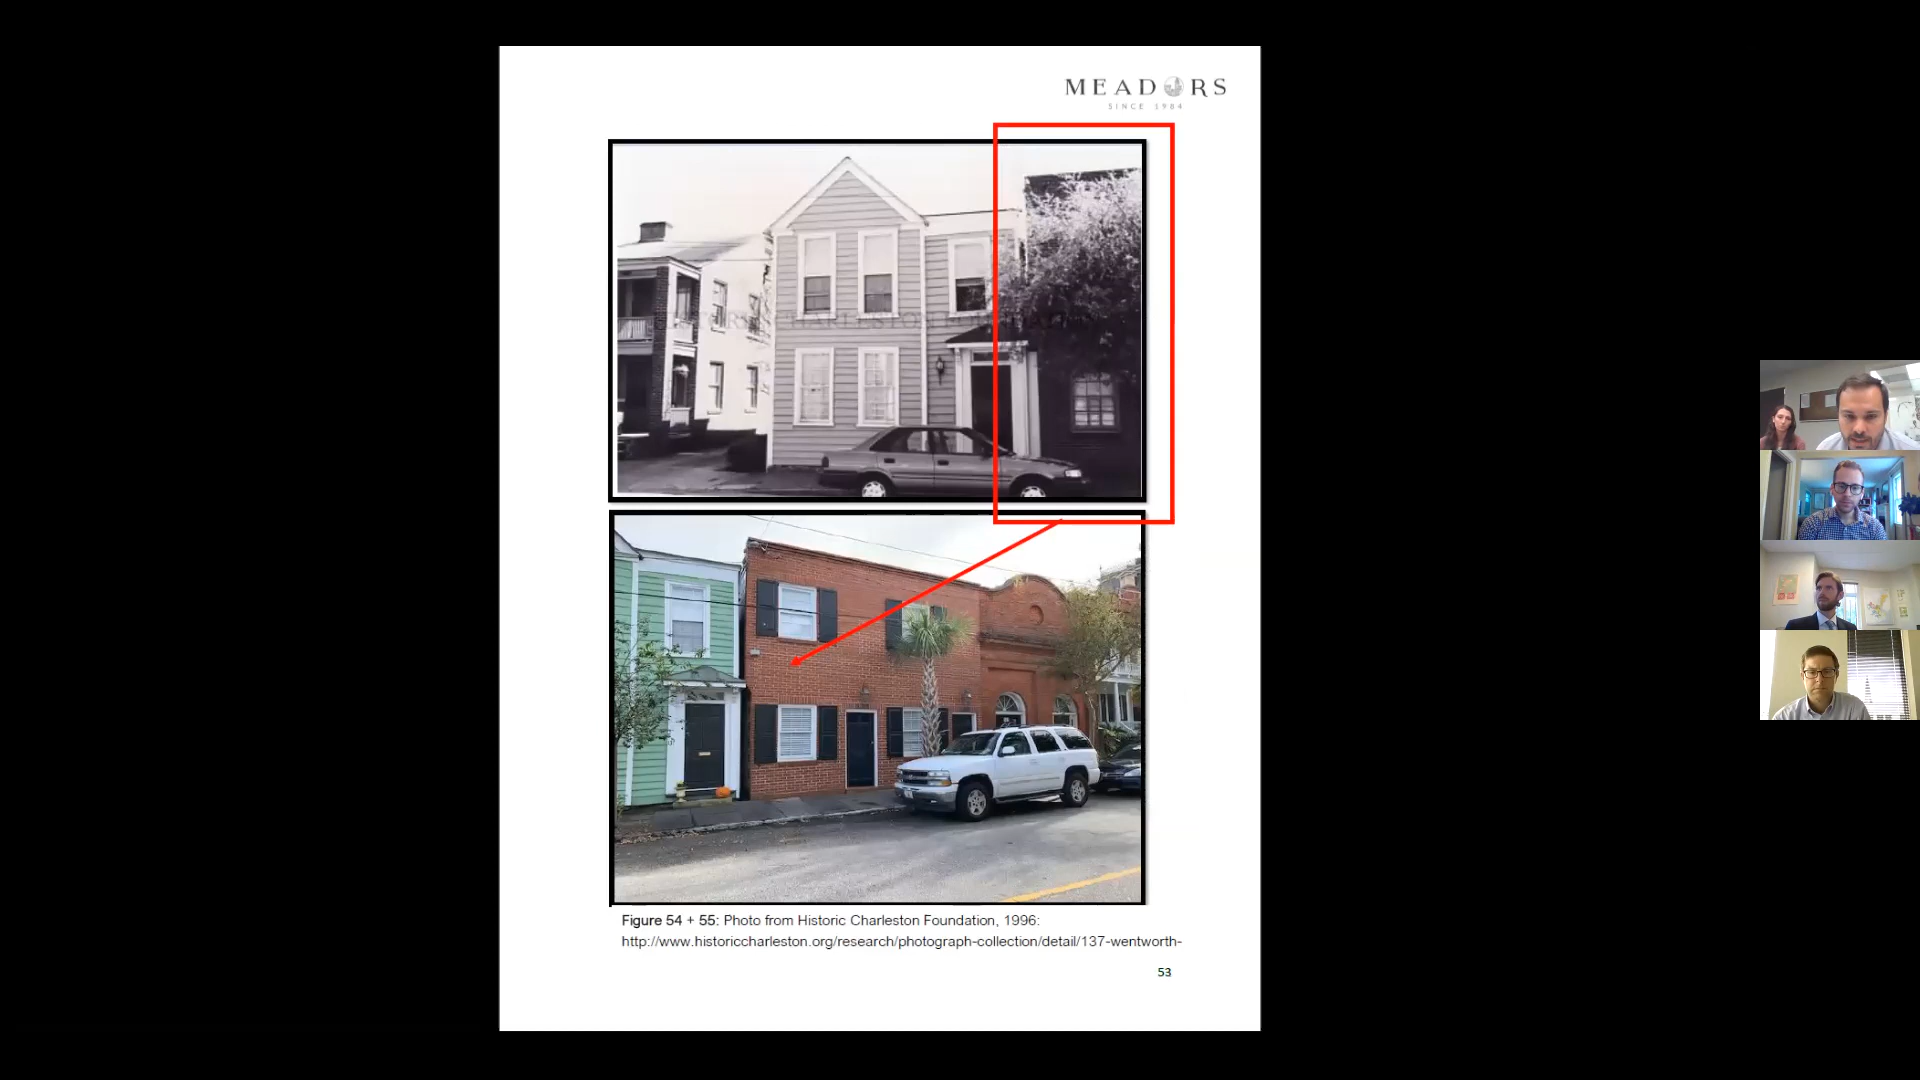 MEADORS
SINCE 1984
Figure 54 + 55: Photo from Historic Charleston Foundation, 1996:
http://www.historiccharleston.org/research/photograph-collection/detail/137-wentworth-
53